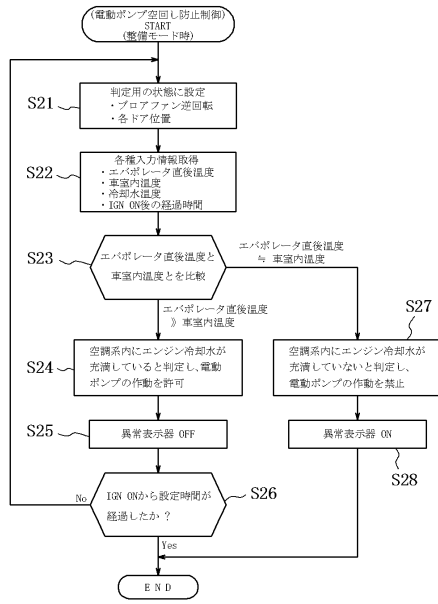 (電動ポンプ空回し防止制御)
START
(整備モード時)
S21
判定用の状態に設定
・ブロアファン逆回転
・各ドア位置
S22
各種入力情報取得
・エバポレータ直後温度
・車室内温度
・冷却水温度
・IGN ON後の経過時間
S23
エバポレータ直後温度と
車室内温度とを比較
エバポレータ直後温度
≒ 車室内温度
エバポレータ直後温度
》車室内温度
S24
空調系内にエンジン冷却水が
充満していると判定し、電動
ポンプの作動を許可
S27
空調系内にエンジン冷却水が
充満していないと判定し、
電動ポンプの作動を禁止
S25
異常表示器 OFF
異常表示器 ON
S28
No
IGN ONから設定時間が
経過したか ?
S26
Yes
E N D